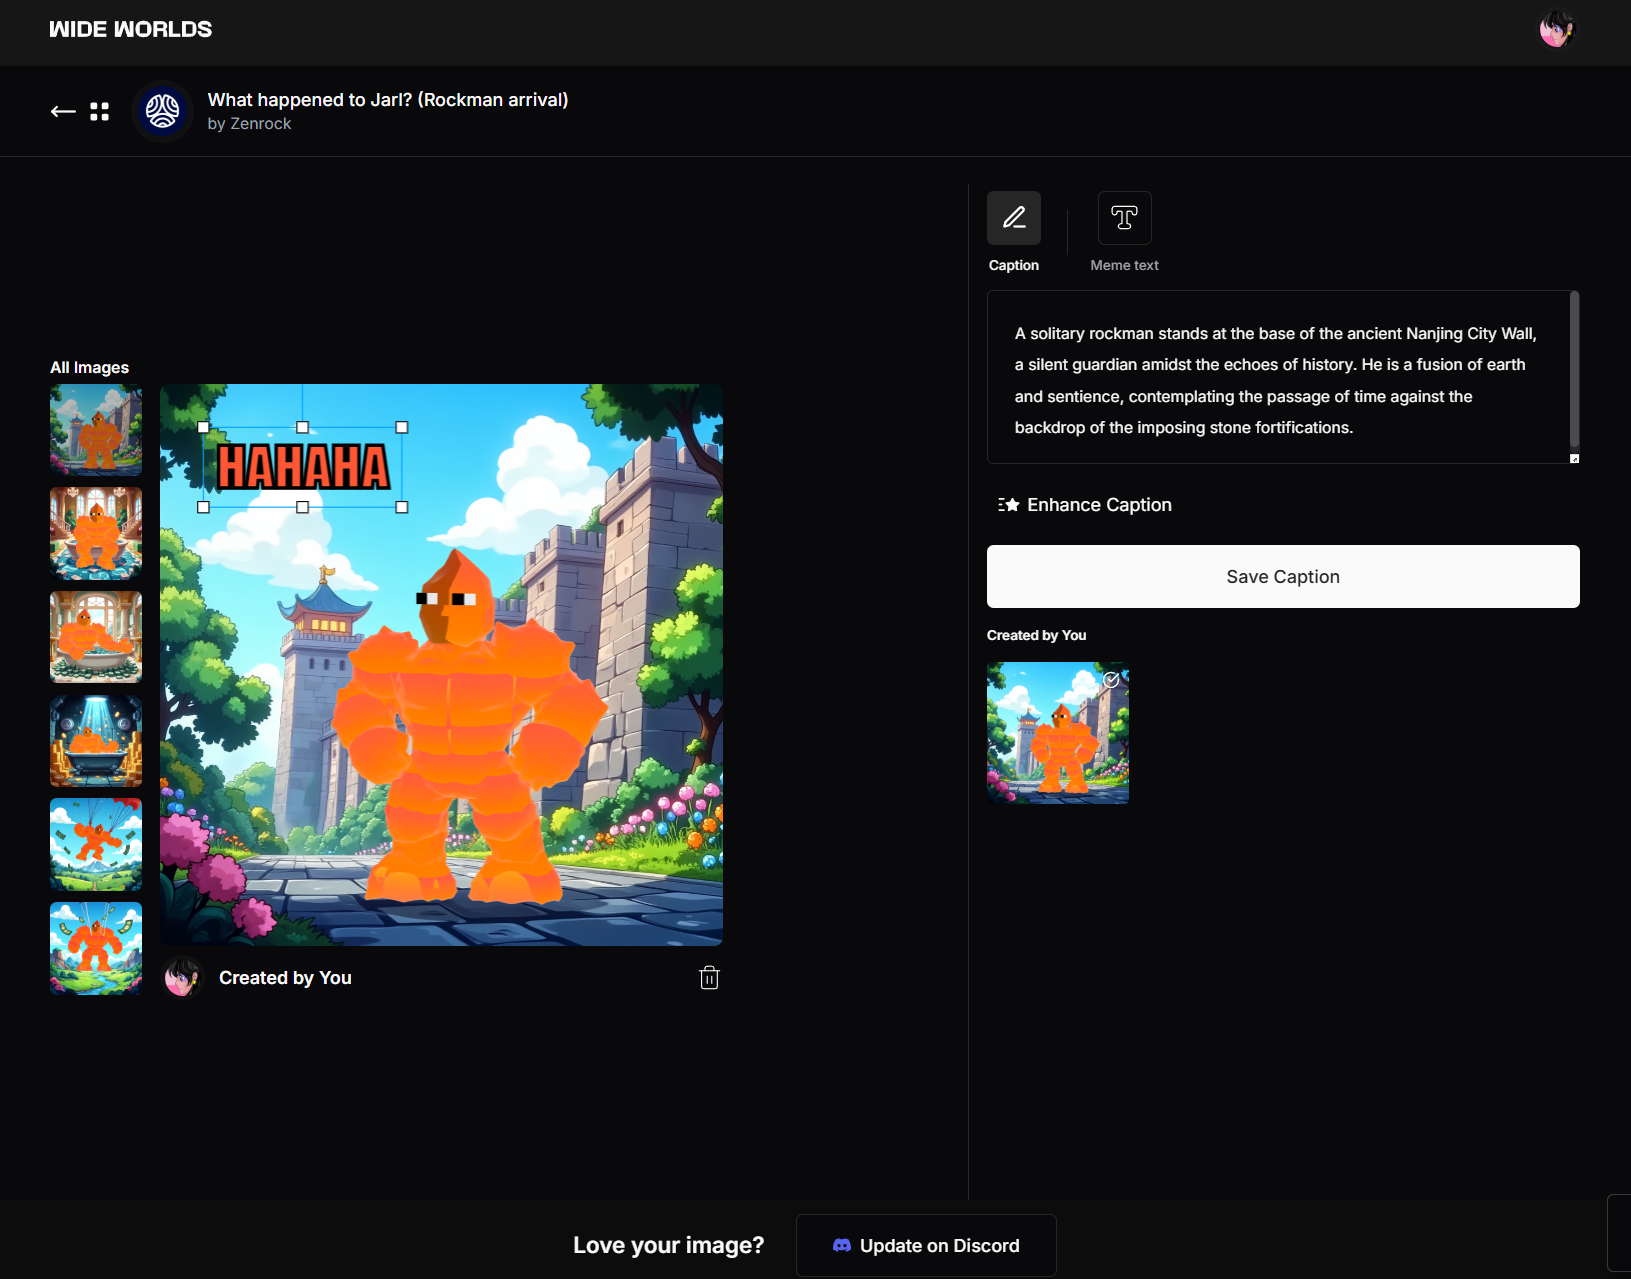 WIDE WORLDS
What happened to Jarl? (Rockman arrival)
by Zenrock
Caption
Meme text
A solitary rockman stands at the base of the ancient Nanjing City Wall,
a silent guardian amidst the echoes of history. He is a fusion of earth
and sentience, contemplating the passage of time against the
backdrop of the imposing stone fortifications.
Enhance Caption
Save Caption
Created by You
All Images
HAHAHA
Created by You
Love your image?
Update on Discord